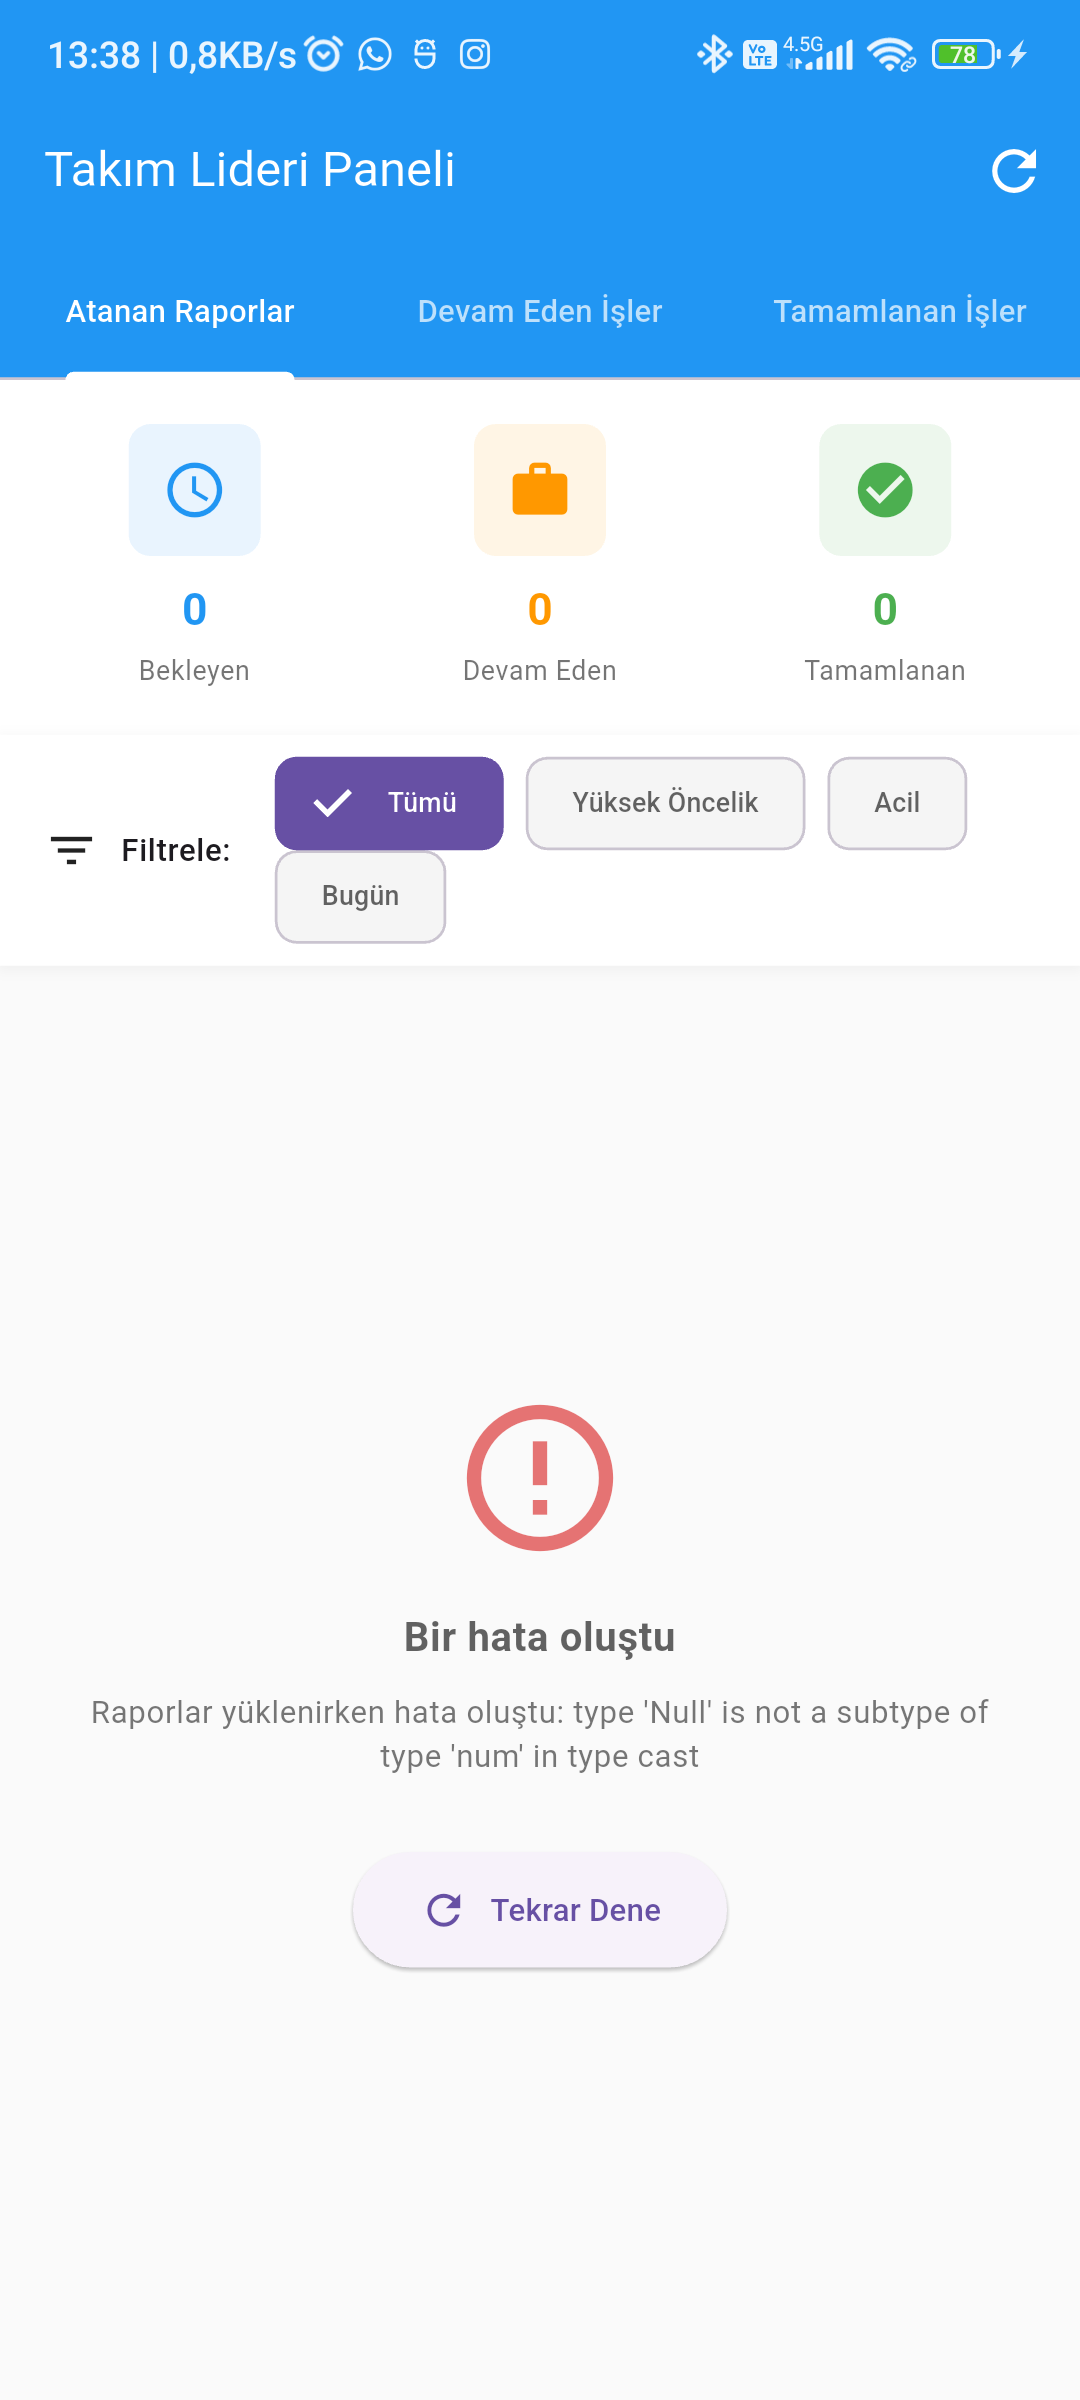 13:38 | 0,8KB/s Vo LTE 4.5G 78
Takım Lideri Paneli
Atanan Raporlar Devam Eden İşler Tamamlanan İşler
0 0 0
Bekleyen Devam Eden Tamamlanan
Filtrele: Tümü Yüksek Öncelik Acil
Bugün
Bir hata oluştu
Raporlar yüklenirken hata oluştu: type 'Null' is not a subtype of
type 'num' in type cast
Tekrar Dene